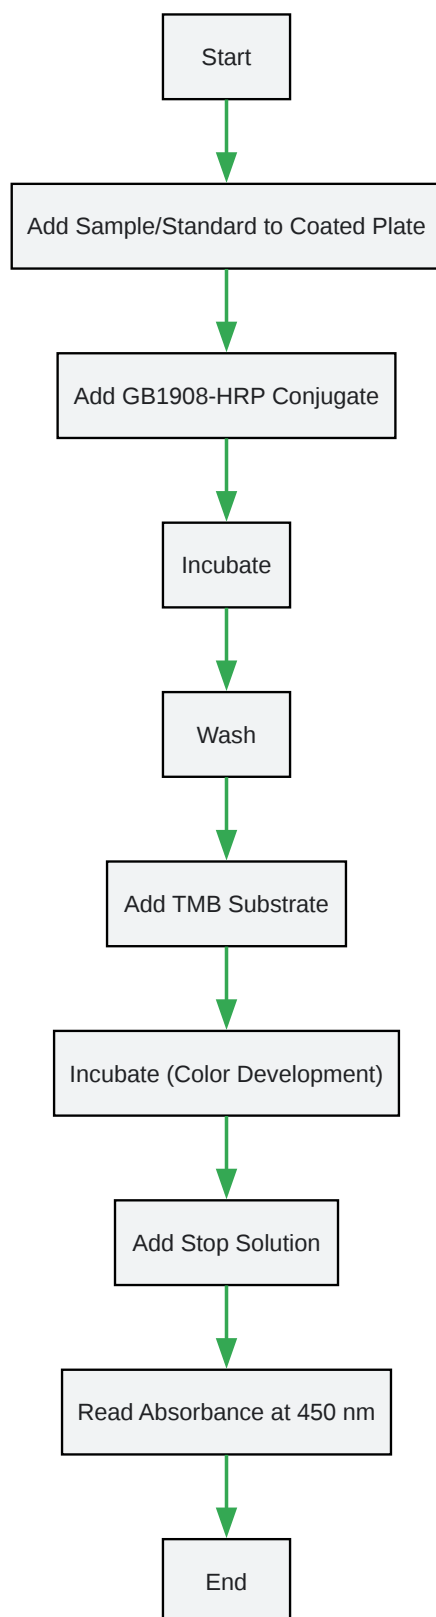 Start
Add Sample/Standard to Coated Plate
Add GB1908-HRP Conjugate
Incubate
Wash
Add TMB Substrate
Incubate (Color Development)
Add Stop Solution
Read Absorbance at 450 nm
End